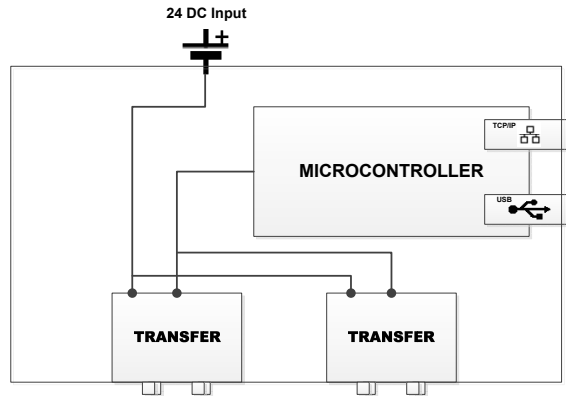 24 DC Input
+
TCP/IP
MICROCONTROLLER
USB
TRANSFER
TRANSFER